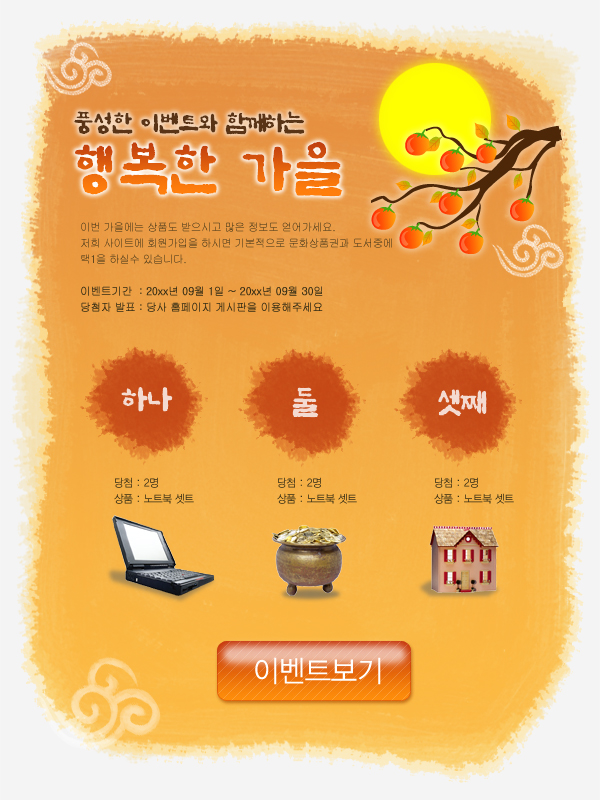 풍성한 이벤트와 함께하는
행복한 가을
이번 가을에는 상품도 받으시고 많은 정보도 얻어가세요.
저희 사이트에 회원가입을 하시면 기본적으로 문화상품권과 도서중에
택1을 하실수 있습니다.
이벤트기간 : 20xx년 09월 1일 ~ 20xx년 09월 30일
당첨자 발표 : 당사 홈페이지 게시판을 이용해주세요
하나
둘
셋째
당첨 : 2명
상품 : 노트북 셋트
당첨 : 2명
상품 : 노트북 셋트
당첨 : 2명
상품 : 노트북 셋트
이벤트보기